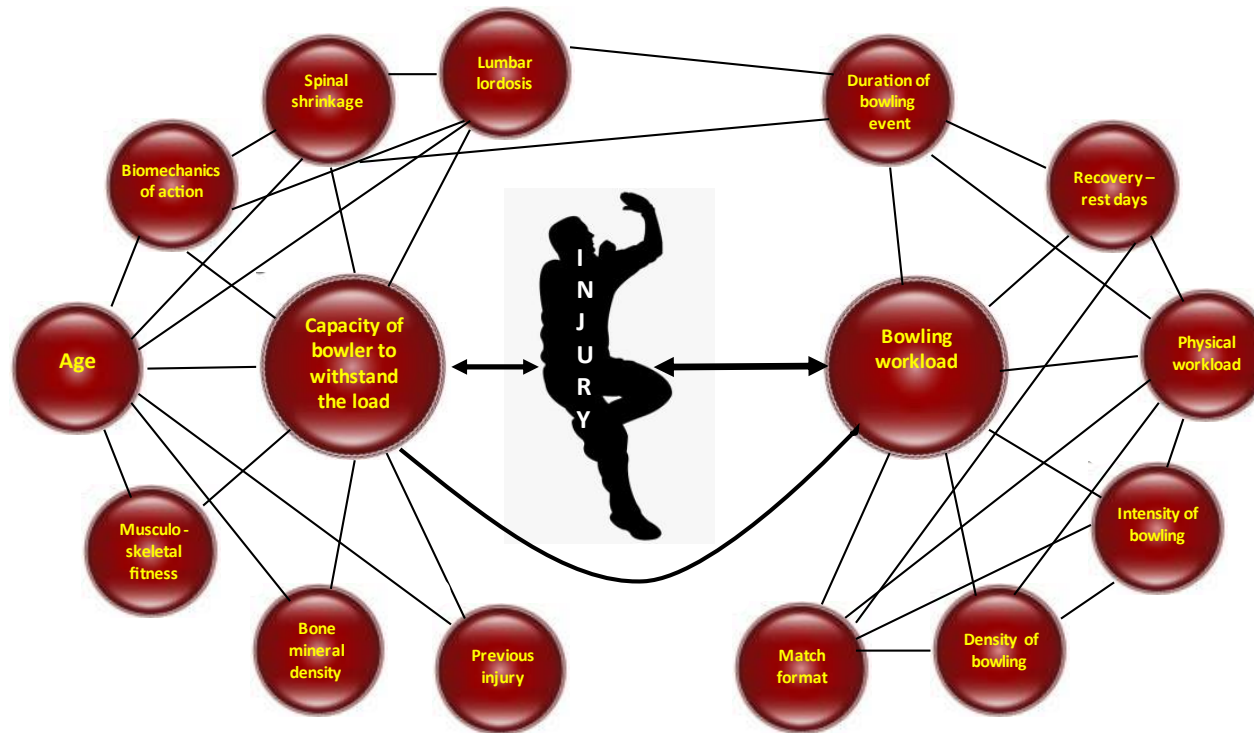 Spinal
shrinkage
Lumbar
lordosis
Duration of
bowling
event
Biomechanics
of action
Recovery –
rest days
Age
Capacity of
bowler to
withstand
the load
I
N
J
U
R
Y
Bowling
workload
Physical
workload
Musculo -
skeletal
fitness
Intensity of
bowling
Bone
mineral
density
Previous
injury
Match
format
Density of
bowling